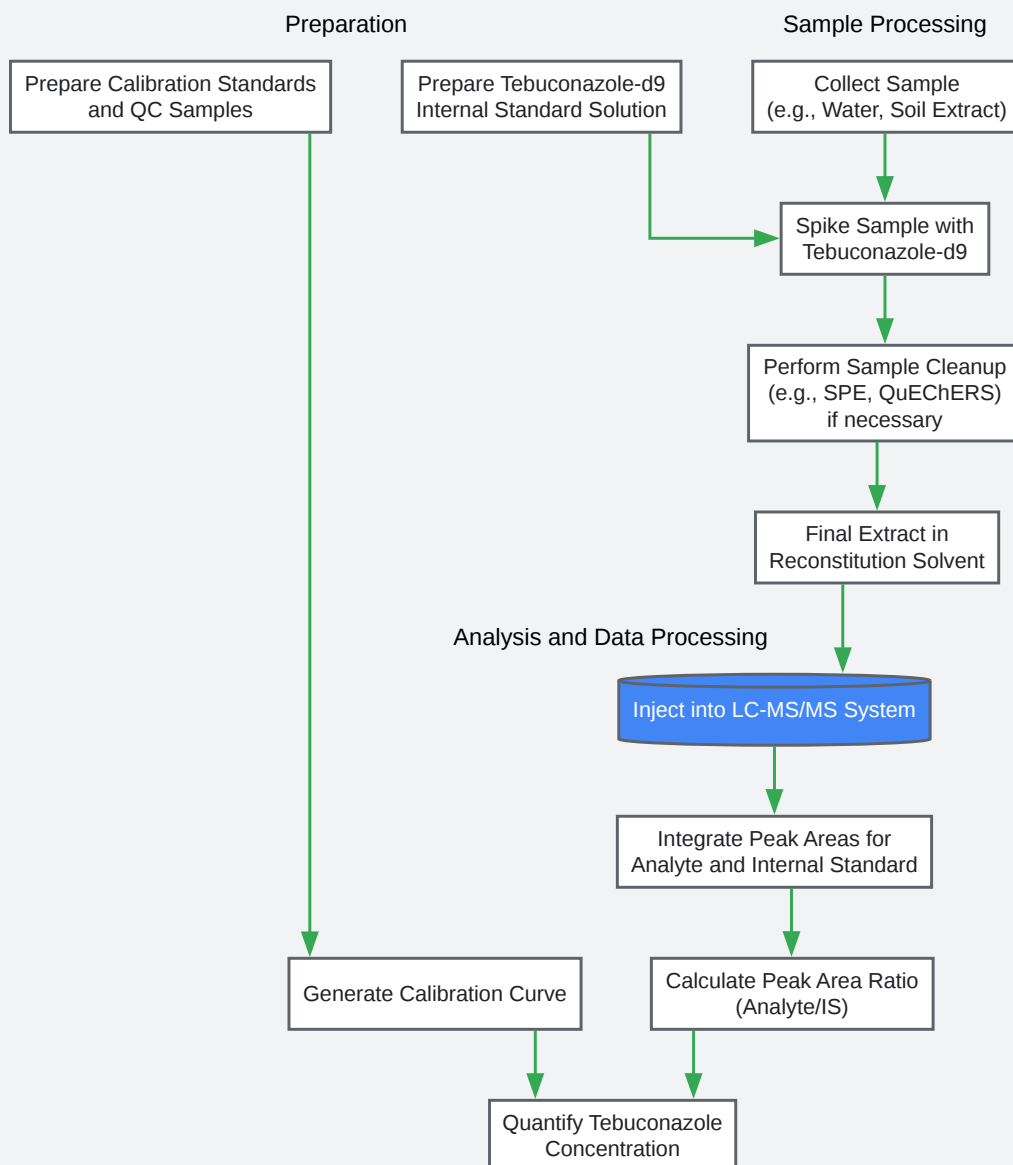 Preparation
Sample Processing
Prepare Calibration Standards
and QC Samples
Prepare Tebuconazole-d9
Internal Standard Solution
Collect Sample
(e.g., Water, Soil Extract)
Spike Sample with
Tebuconazole-d9
Perform Sample Cleanup
(e.g., SPE, QuEChERS)
if necessary
Final Extract in
Reconstitution Solvent
Analysis and Data Processing
Inject into LC-MS/MS System
Integrate Peak Areas for
Analyte and Internal Standard
Generate Calibration Curve
Calculate Peak Area Ratio
(Analyte/IS)
Quantify Tebuconazole
Concentration